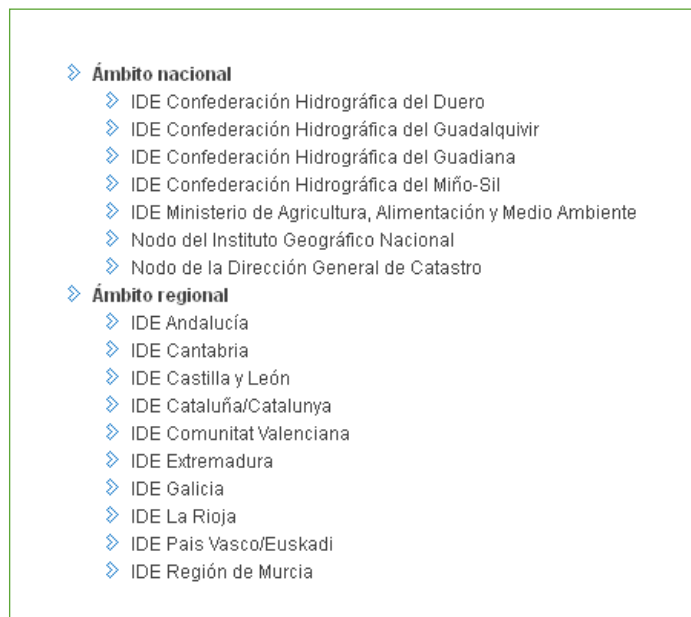 Ámbito nacional
IDE Confederación Hidrográfica del Duero
IDE Confederación Hidrográfica del Guadalquivir
IDE Confederación Hidrográfica del Guadiana
IDE Confederación Hidrográfica del Miño-Sil
IDE Ministerio de Agricultura, Alimentación y Medio Ambiente
Nodo del Instituto Geográfico Nacional
Nodo de la Dirección General de Catastro
Ámbito regional
IDE Andalucía
IDE Cantabria
IDE Castilla y León
IDE Cataluña/Catalunya
IDE Comunitat Valenciana
IDE Extremadura
IDE Galicia
IDE La Rioja
IDE Pais Vasco/Euskadi
IDE Región de Murcia